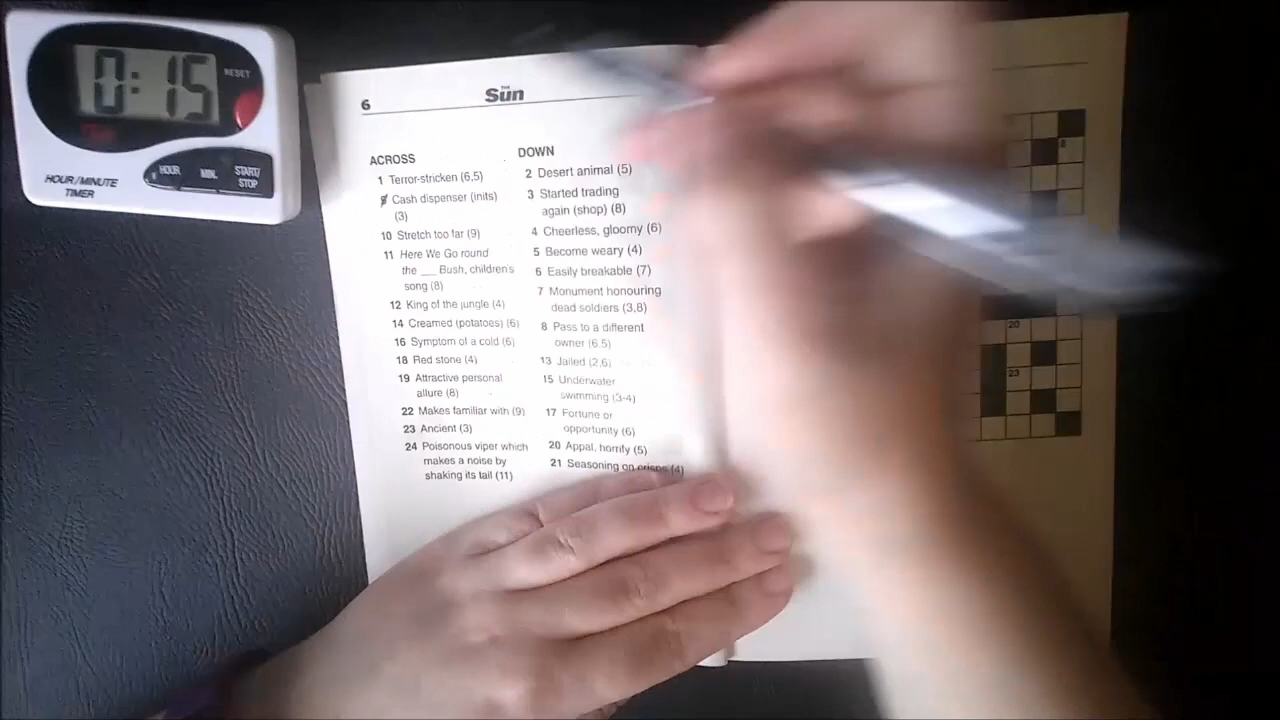 0:15
RESET
HOUR
MIN.
START/
STOP
HOUR/MINUTE
TIMER
6
THE
Sun
ACROSS
1 Terror-stricken (6,5)
9 Cash dispenser (inits)
(3)
10 Stretch too far (9)
11 Here We Go round
the ___ Bush, children's
song (8)
12 King of the jungle (4)
14 Creamed (potatoes) (6)
16 Symptom of a cold (6)
18 Red stone (4)
19 Attractive personal
allure (8)
22 Makes familiar with (9)
23 Ancient (3)
24 Poisonous viper which
makes a noise by
shaking its tail (11)
DOWN
2 Desert animal (5)
3 Started trading
again (shop) (8)
4 Cheerless, gloomy (6)
5 Become weary (4)
6 Easily breakable (7)
7 Monument honouring
dead soldiers (3,8)
8 Pass to a different
owner (6,5)
13 Jailed (2,6)
15 Underwater
swimming (3-4)
17 Fortune or
opportunity (6)
20 Appal, horrify (5)
21 Seasoning on crisps (4)
8
20
23